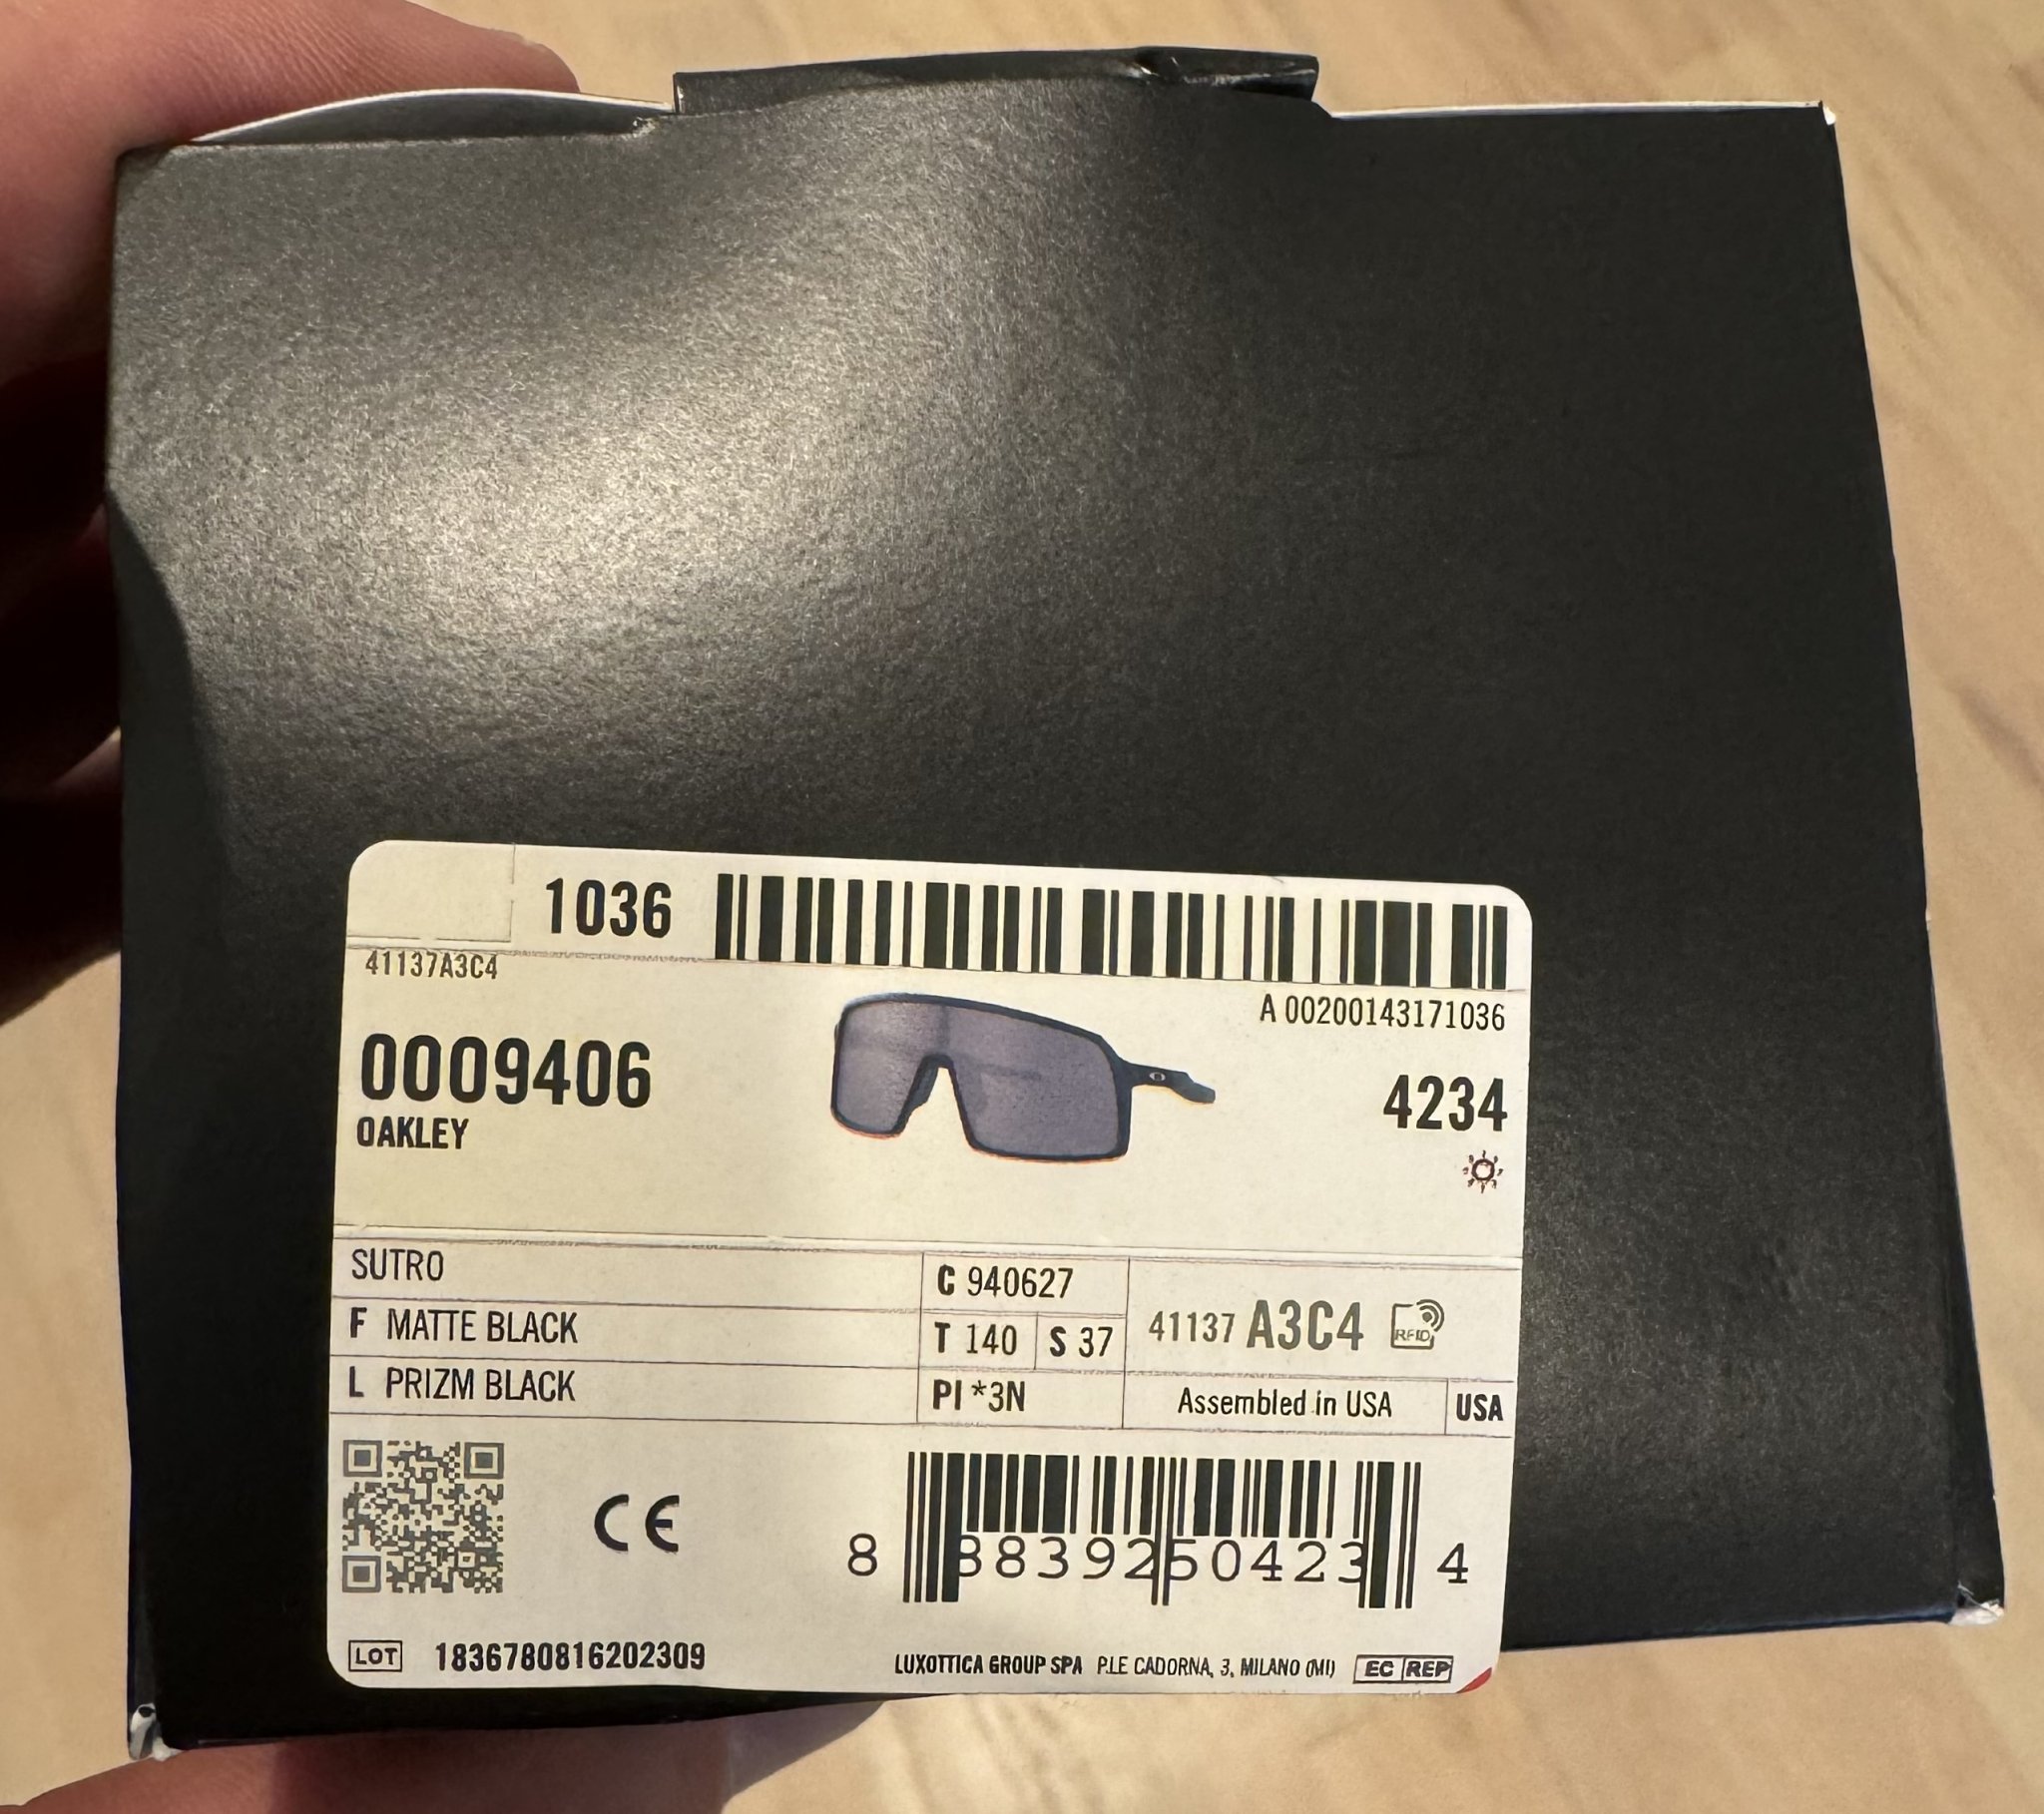 1036
41137A3C4
A 00200143171036
0009406
OAKLEY
4234
SUTRO
C 940627
F MATTE BLACK
T 140 S 37
41137 A3C4 RFID
L PRIZM BLACK
PI *3N
Assembled in USA USA
CE
8 88392 50423 4
LOT 1836780816202309
LUXOTTICA GROUP SPA P.LE CADORNA, 3, MILANO (MI) EC REP